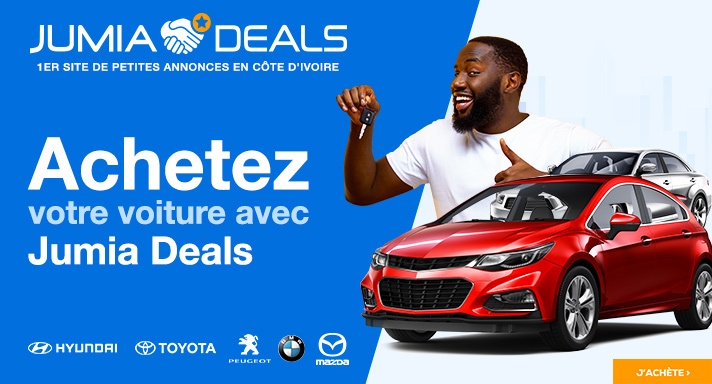 JUMIA DEALS
1ER SITE DE PETITES ANNONCES EN CÔTE D'IVOIRE
Achetez
votre voiture avec
Jumia Deals
HYUNDAI TOYOTA PEUGEOT BMW mazda
J'ACHÈTE ›